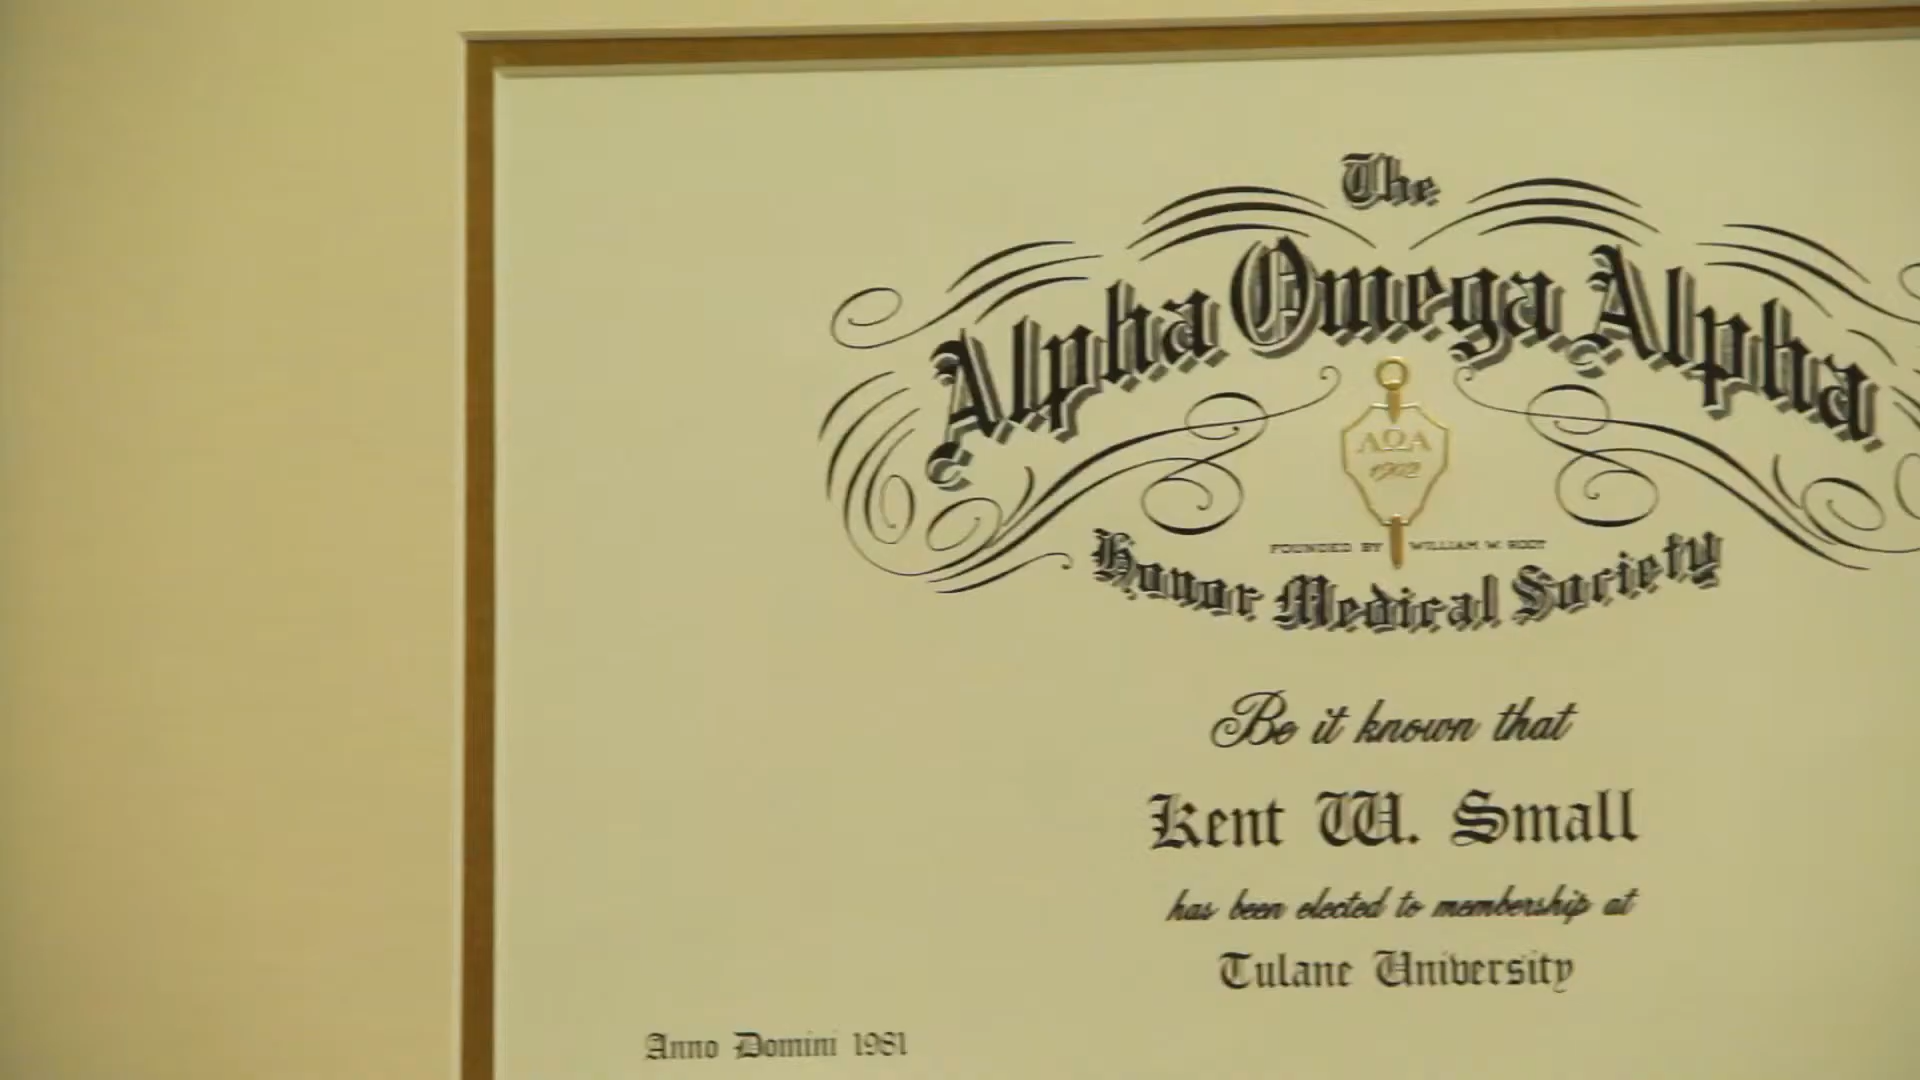 The
Alpha Omega Alpha
ΑΩΑ
1902
FOUNDED BY WILLIAM W. ROOT
Honor Medical Society
Be it known that
Kent W. Small
has been elected to membership at
Tulane University
Anno Domini 1981